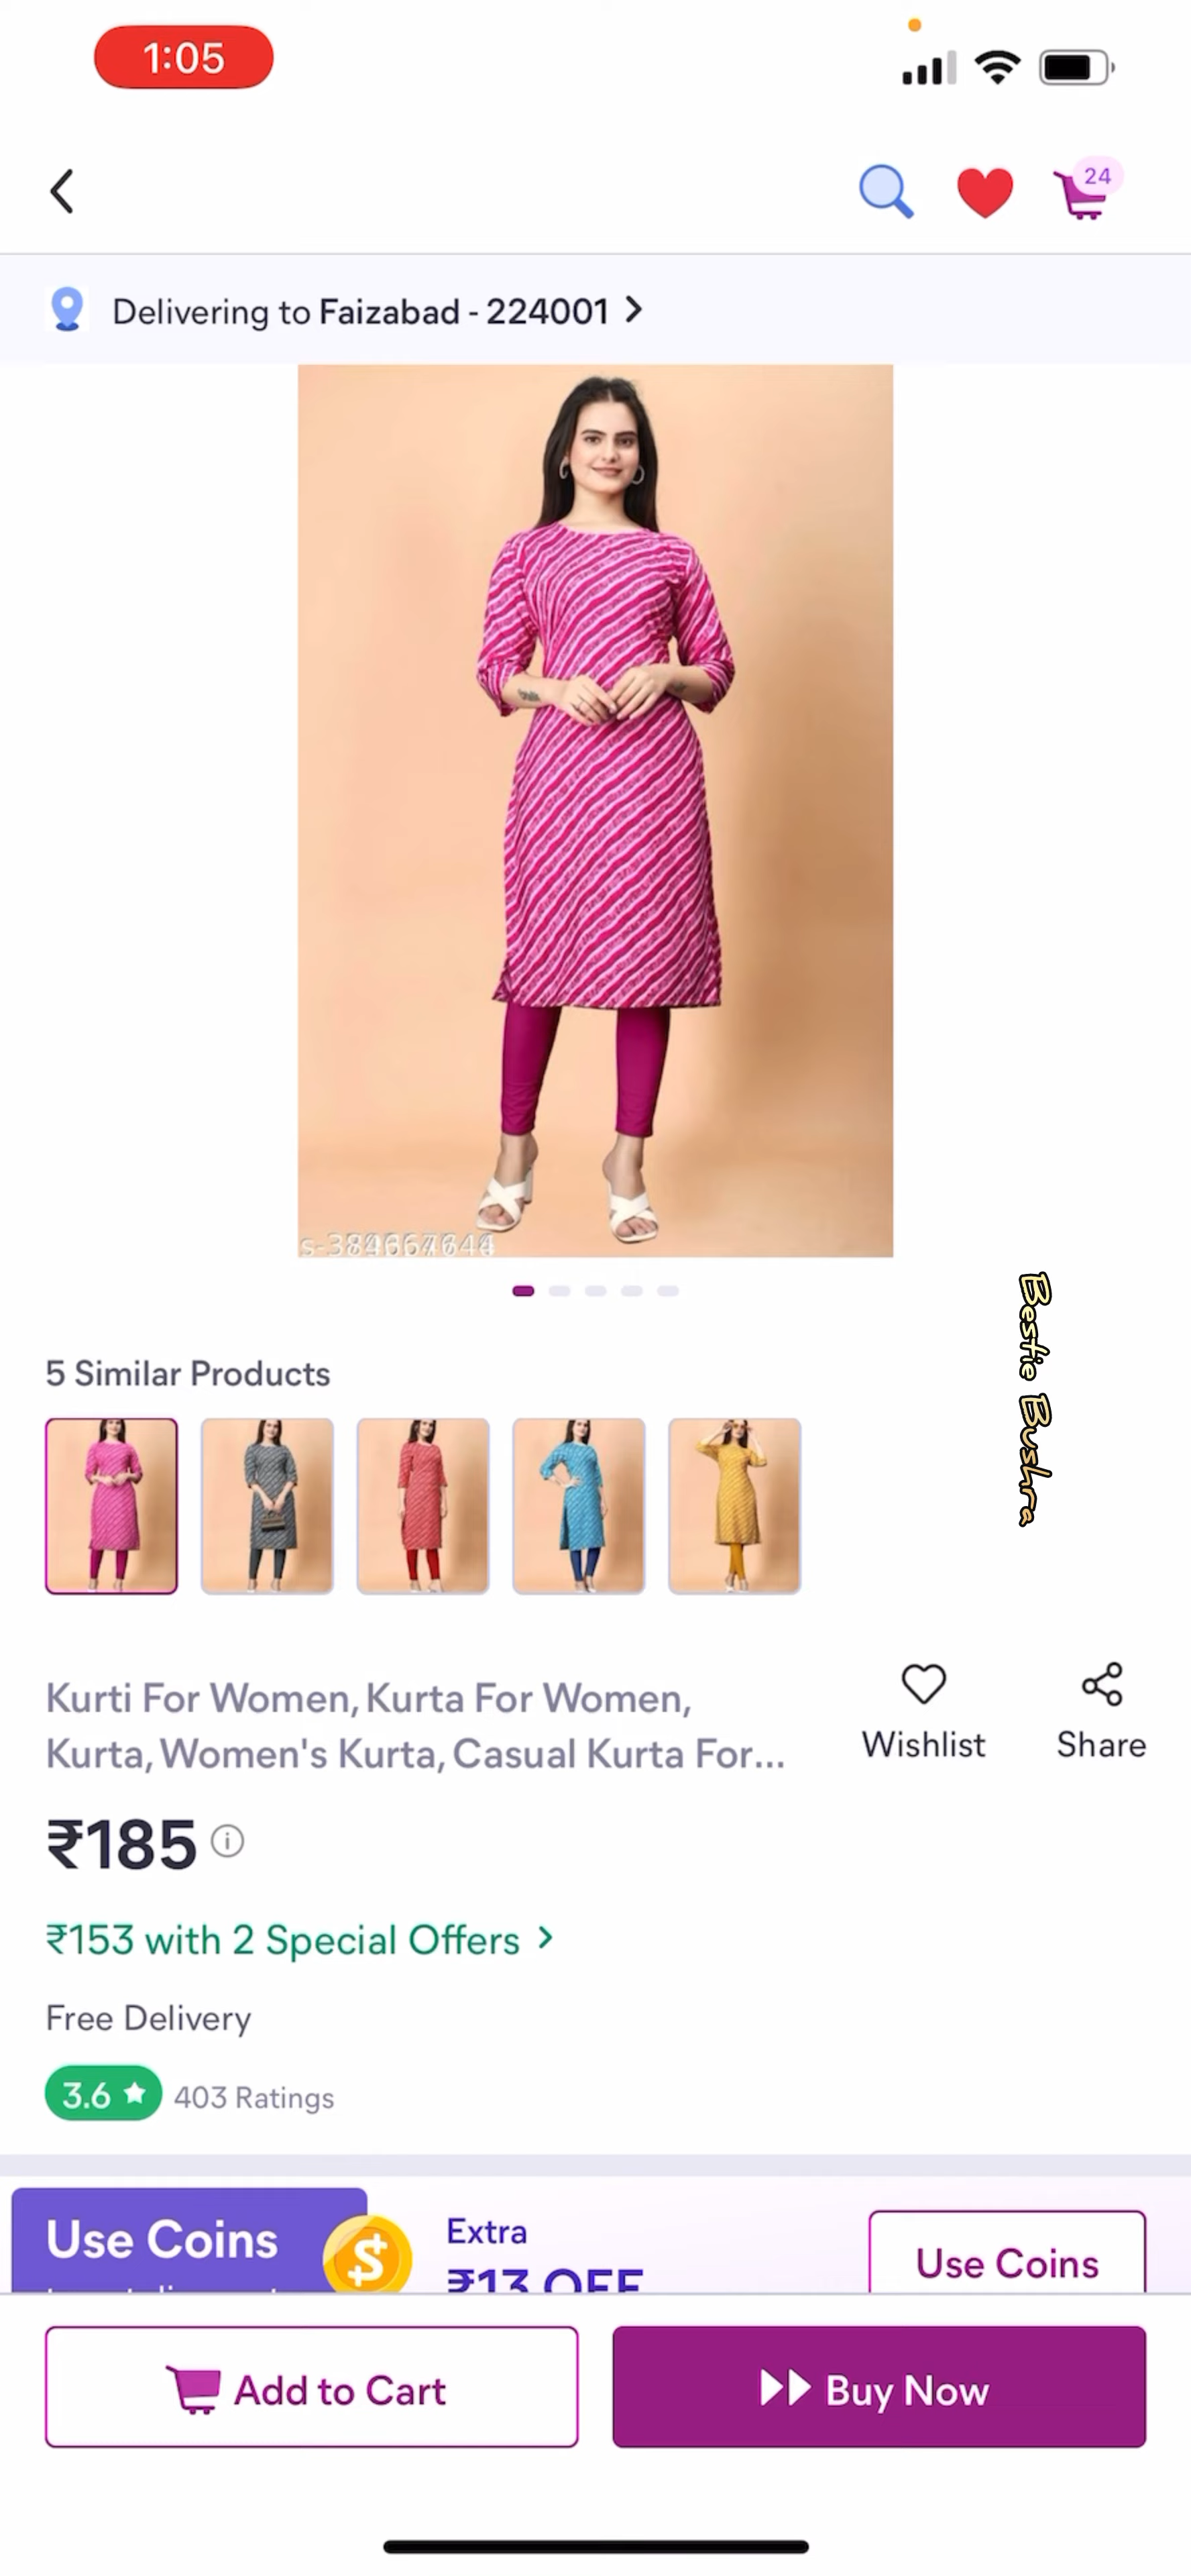 1:05
24
Delivering to Faizabad - 224001
5 Similar Products
Bestie Bushra
Kurti For Women, Kurta For Women,
Kurta, Women's Kurta, Casual Kurta For...
Wishlist
Share
₹185
₹153 with 2 Special Offers
Free Delivery
3.6
403 Ratings
Use Coins
Extra
₹13 OFF
Use Coins
Add to Cart
Buy Now